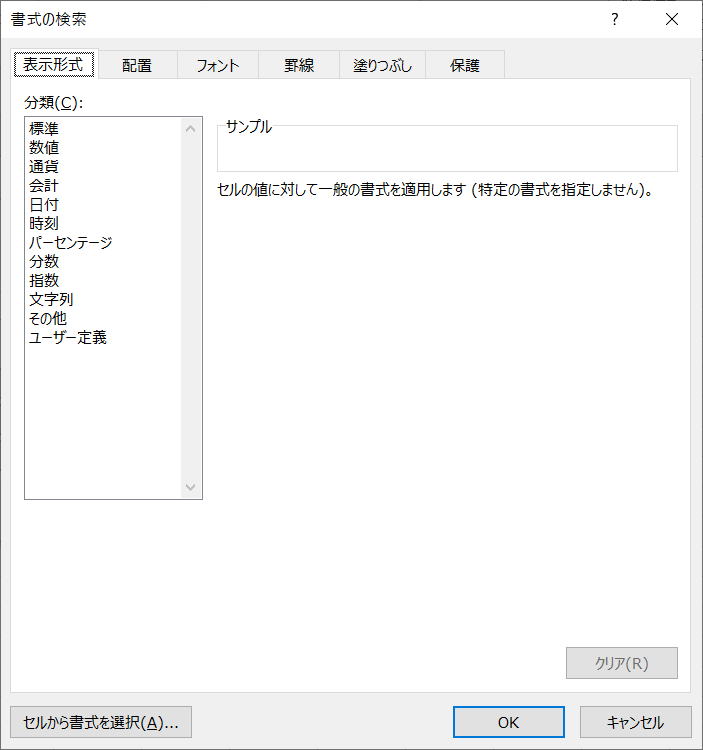 書式の検索
?
表示形式 配置 フォント 罫線 塗りつぶし 保護
分類(C):
標準
数値
通貨
会計
日付
時刻
パーセンテージ
分数
指数
文字列
その他
ユーザー定義
サンプル
セルの値に対して一般の書式を適用します (特定の書式を指定しません)。
クリア(R)
セルから書式を選択(A)...
OK
キャンセル